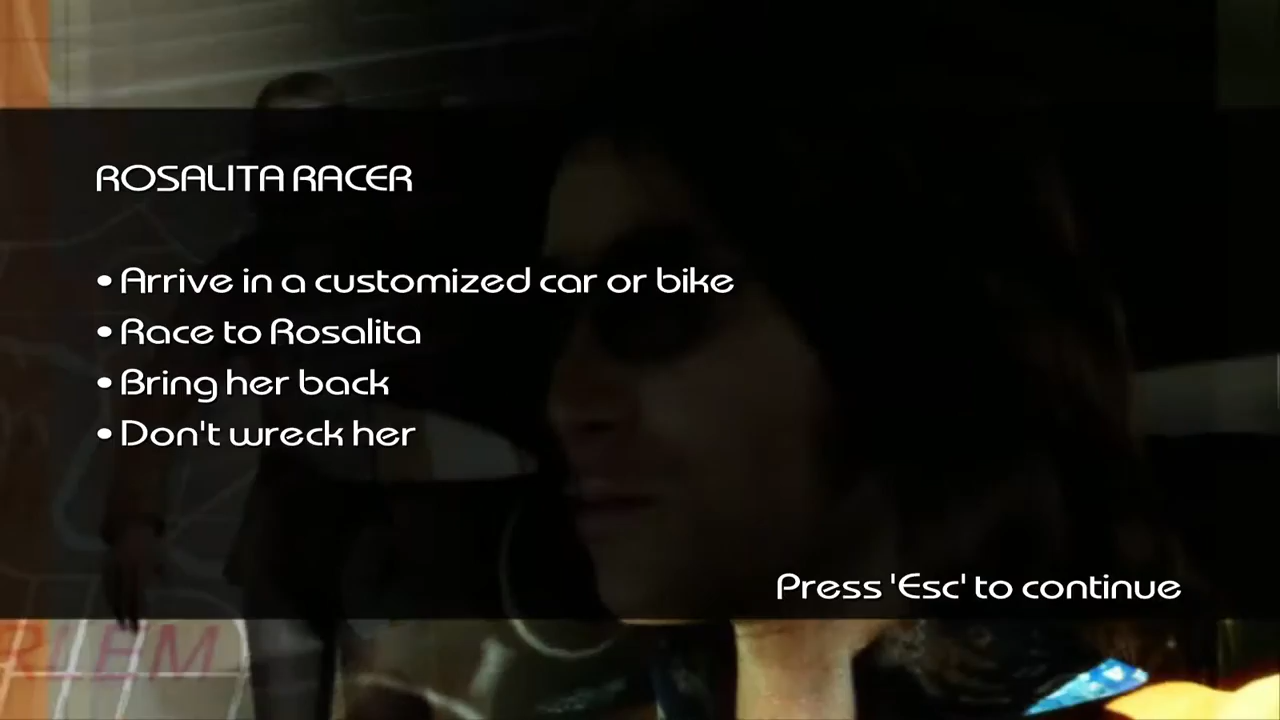 ROSALITA RACER
• Arrive in a customized car or bike
• Race to Rosalita
• Bring her back
• Don't wreck her
Press 'Esc' to continue
RLEM